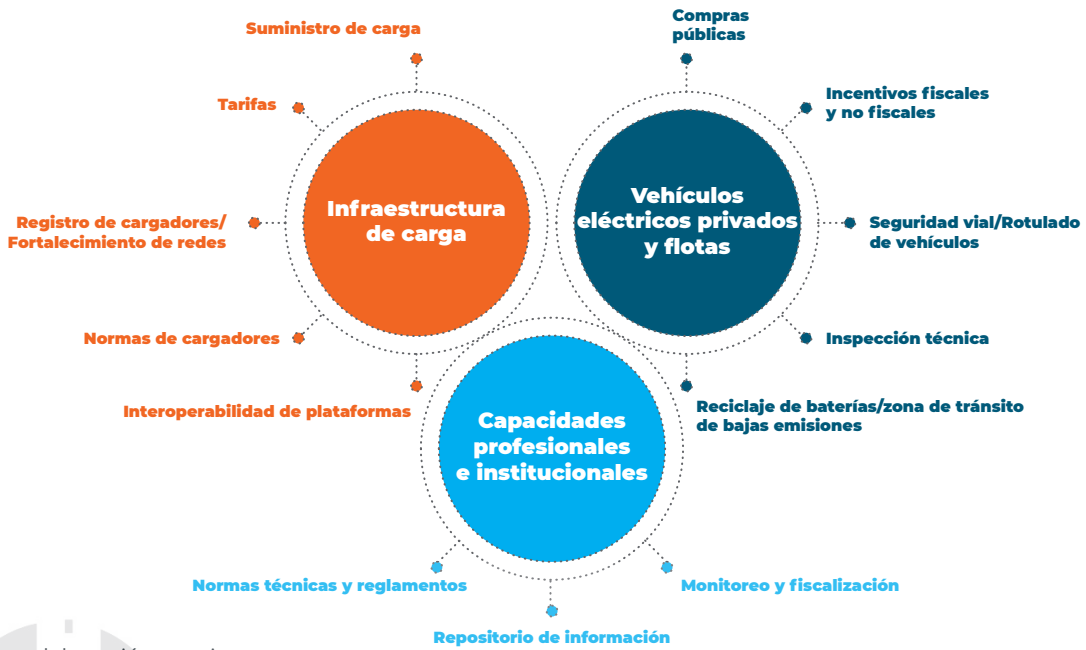 Suministro de carga
Tarifas
Registro de cargadores/
Fortalecimiento de redes
Normas de cargadores
Interoperabilidad de plataformas
Infraestructura
de carga
Compras
públicas
Incentivos fiscales
y no fiscales
Seguridad vial/Rotulado
de vehículos
Inspección técnica
Reciclaje de baterías/zona de tránsito
de bajas emisiones
Vehículos
eléctricos privados
y flotas
Capacidades
profesionales
e institucionales
Normas técnicas y reglamentos
Repositorio de información
Monitoreo y fiscalización